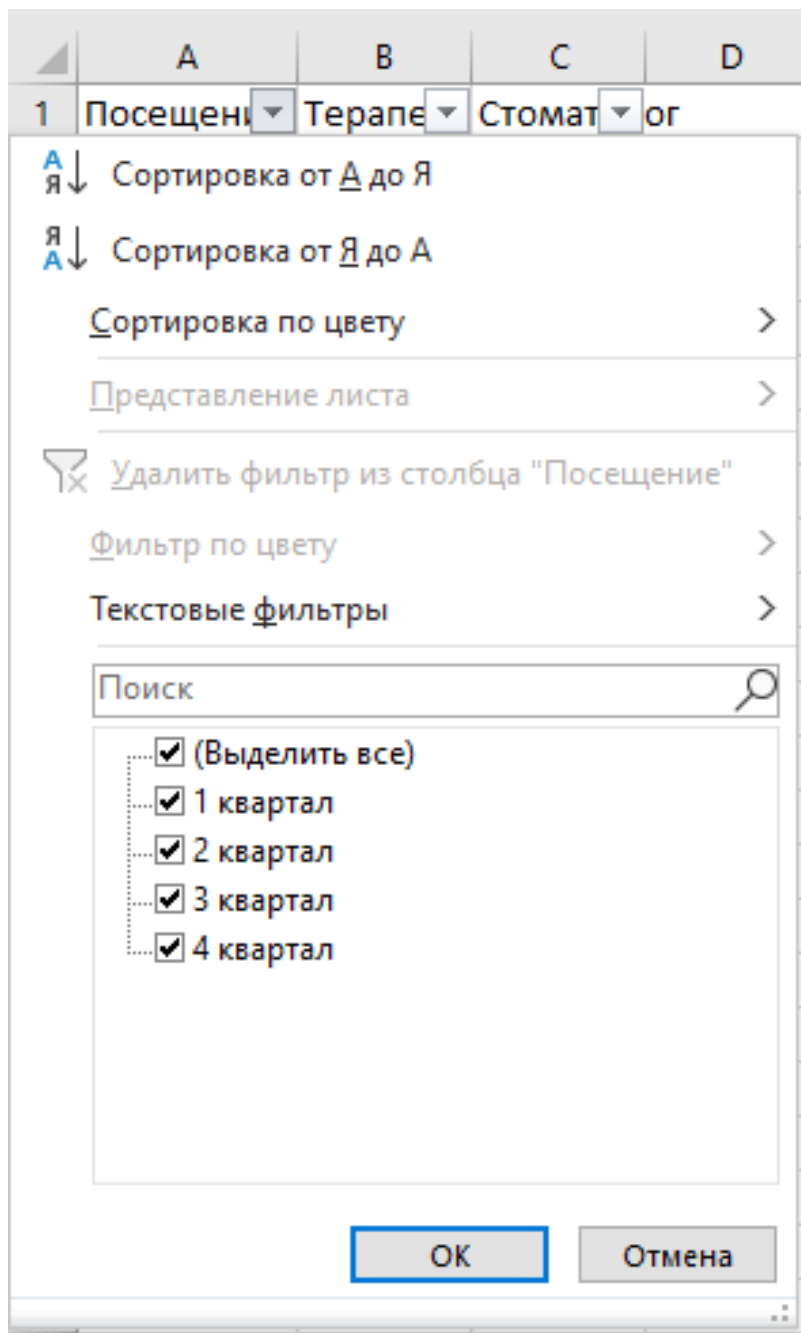 A B C D
1 Посещени Терапе Стомат ог
Сортировка от А до Я
Сортировка от Я до А
Сортировка по цвету
Представление листа
Удалить фильтр из столбца "Посещение"
Фильтр по цвету
Текстовые фильтры
Поиск
(Выделить все)
1 квартал
2 квартал
3 квартал
4 квартал
ОК Отмена